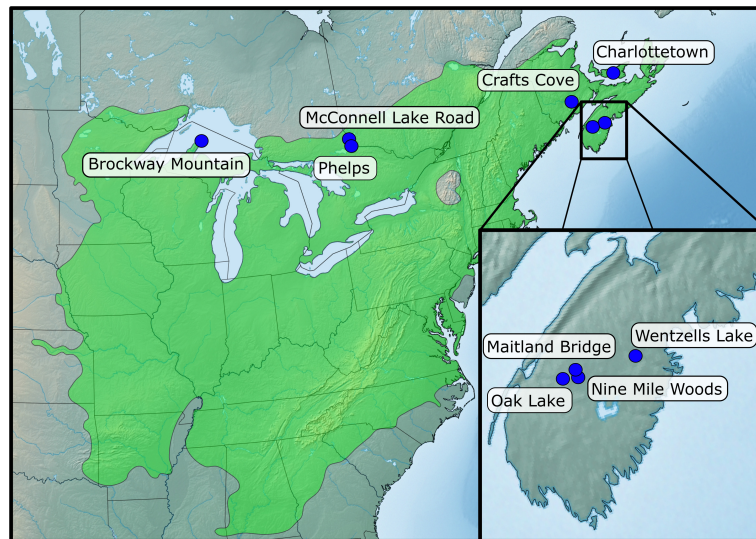 Charlottetown
Crafts Cove
McConnell Lake Road
Brockway Mountain
Phelps
Wentzells Lake
Maitland Bridge
Nine Mile Woods
Oak Lake